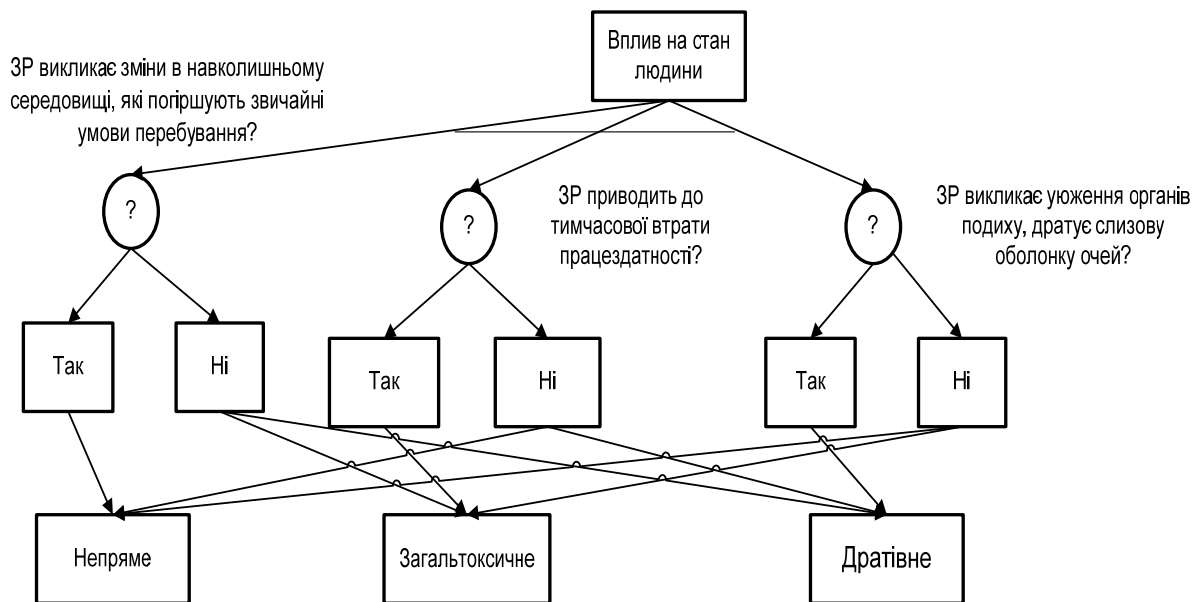 Вплив на стан
людини
ЗР викликає зміни в навколишньому
середовищі, які погіршують звичайні
умови перебування?
?
ЗР приводить до
тимчасової втрати
працездатності?
?
ЗР викликає уюження органів
подиху, дратує слизову
оболонку очей?
?
Так
Ні
Так
Ні
Так
Ні
Непряме
Загальтоксичне
Дратівне